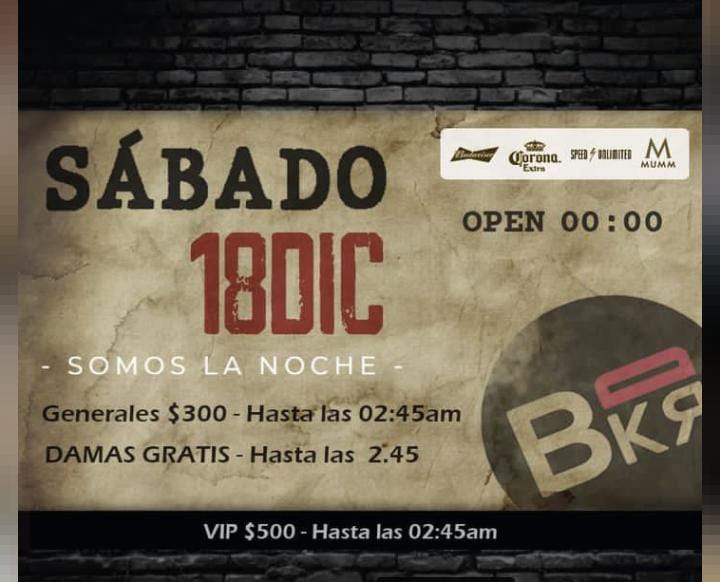 SÁBADO
18DIC
- SOMOS LA NOCHE -
Generales $300 - Hasta las 02:45am
DAMAS GRATIS - Hasta las 2.45
Budweiser
Corona
Extra
SPEED UNLIMITED
M
MUMM
OPEN 00:00
BKR
VIP $500 - Hasta las 02:45am